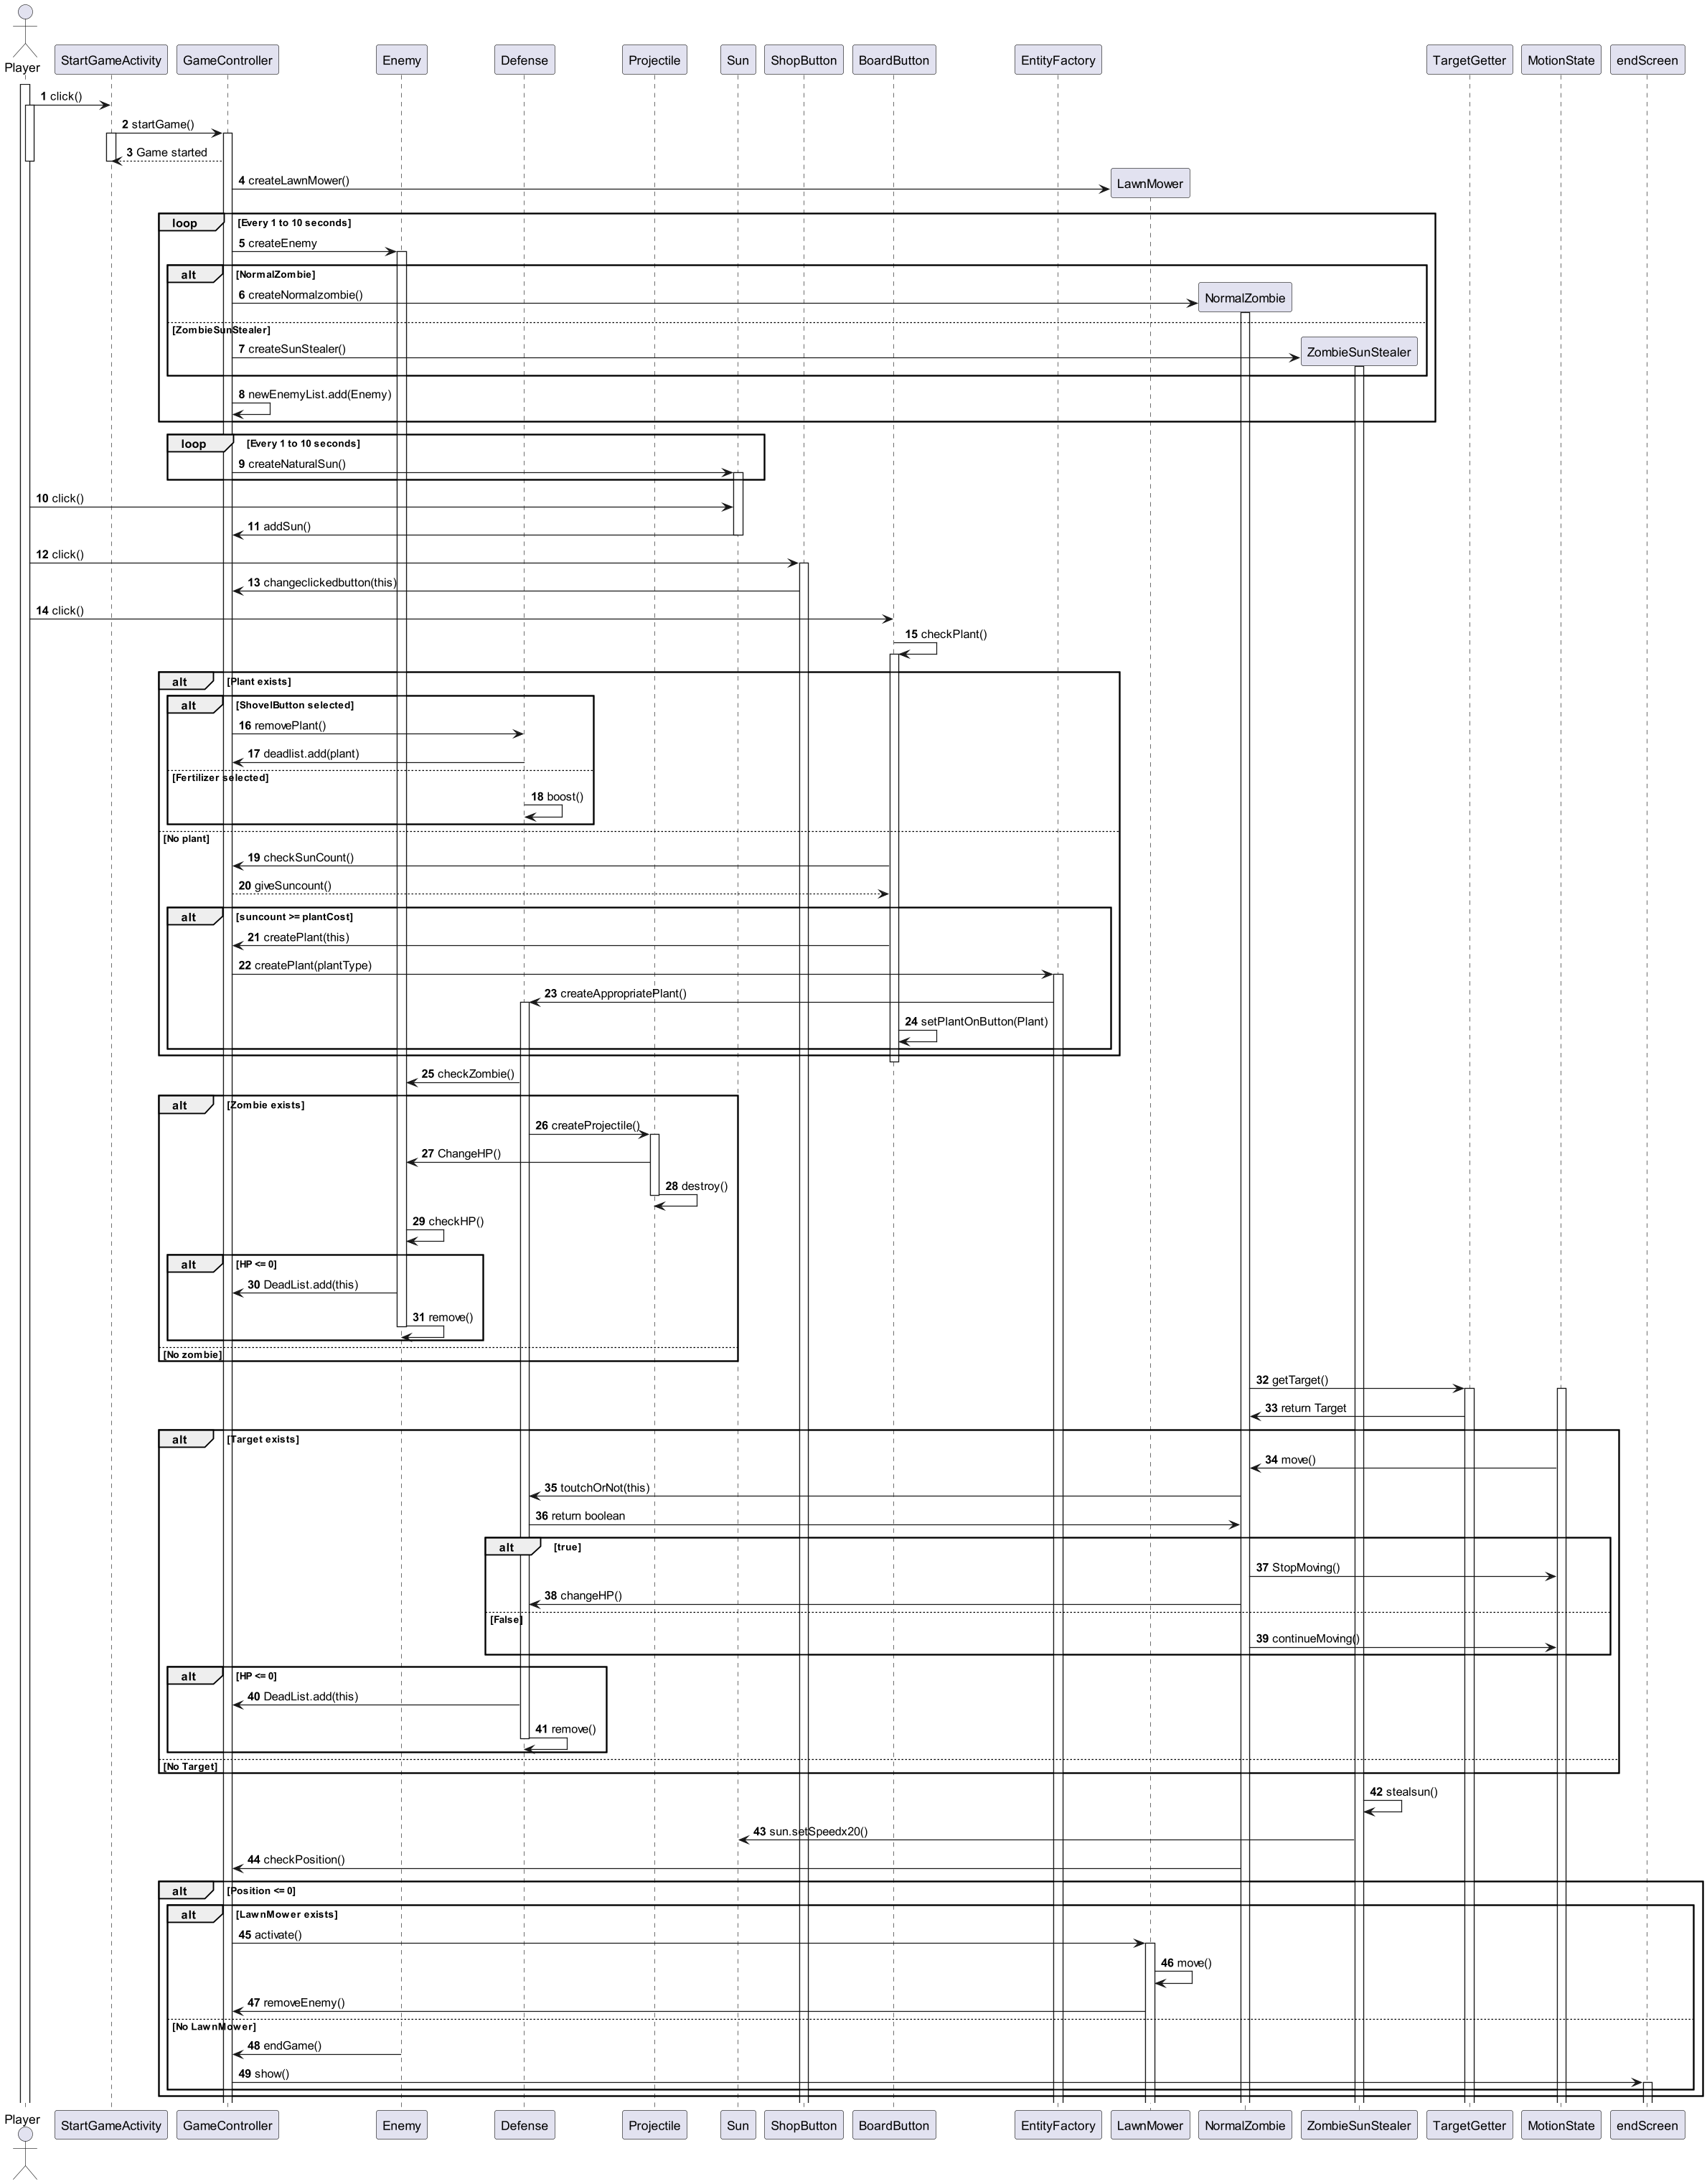 Player
StartGameActivity GameController Enemy Defense Projectile Sun ShopButton BoardButton EntityFactory TargetGetter MotionState endScreen
1 click()
2 startGame()
3 Game started
4 createLawnMower()
LawnMower
loop [Every 1 to 10 seconds]
5 createEnemy
alt [NormalZombie]
6 createNormalzombie()
NormalZombie
[ZombieSunStealer]
7 createSunStealer()
ZombieSunStealer
8 newEnemyList.add(Enemy)
loop [Every 1 to 10 seconds]
9 createNaturalSun()
10 click()
11 addSun()
12 click()
13 changeclickedbutton(this)
14 click()
15 checkPlant()
alt [Plant exists]
alt [ShovelButton selected]
16 removePlant()
17 deadlist.add(plant)
[Fertilizer selected]
18 boost()
[No plant]
19 checkSunCount()
20 giveSuncount()
alt [suncount >= plantCost]
21 createPlant(this)
22 createPlant(plantType)
23 createAppropriatePlant()
24 setPlantOnButton(Plant)
25 checkZombie()
alt [Zombie exists]
26 createProjectile()
27 ChangeHP()
28 destroy()
29 checkHP()
alt [HP <= 0]
30 DeadList.add(this)
31 remove()
[No zombie]
32 getTarget()
33 return Target
alt [Target exists]
34 move()
35 toutchOrNot(this)
36 return boolean
alt [true]
37 StopMoving()
38 changeHP()
[False]
39 continueMoving()
alt [HP <= 0]
40 DeadList.add(this)
41 remove()
[No Target]
42 stealsun()
43 sun.setSpeedx20()
44 checkPosition()
alt [Position <= 0]
alt [LawnMower exists]
45 activate()
46 move()
47 removeEnemy()
[No LawnMower]
48 endGame()
49 show()
Player
StartGameActivity GameController Enemy Defense Projectile Sun ShopButton BoardButton EntityFactory LawnMower NormalZombie ZombieSunStealer TargetGetter MotionState endScreen